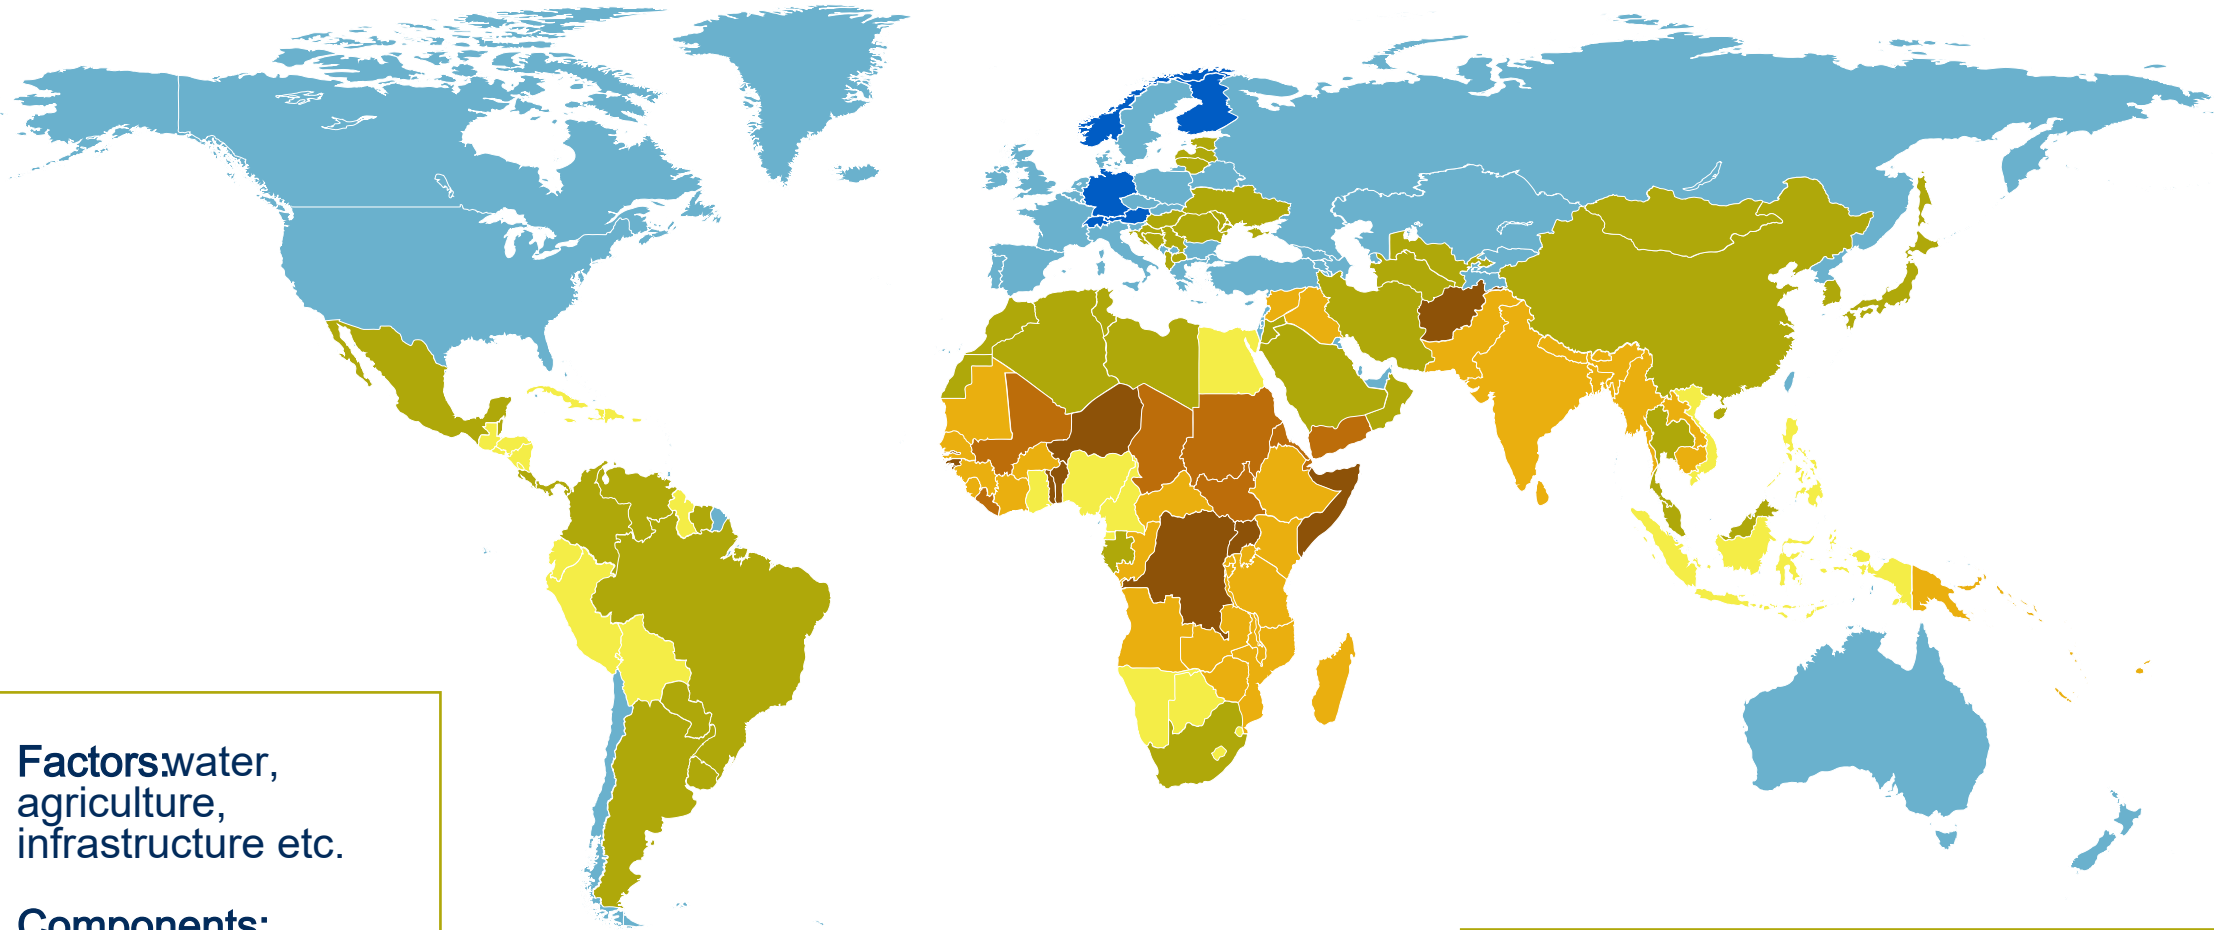 Factors:water,
agriculture,
infrastructure etc.
Components: